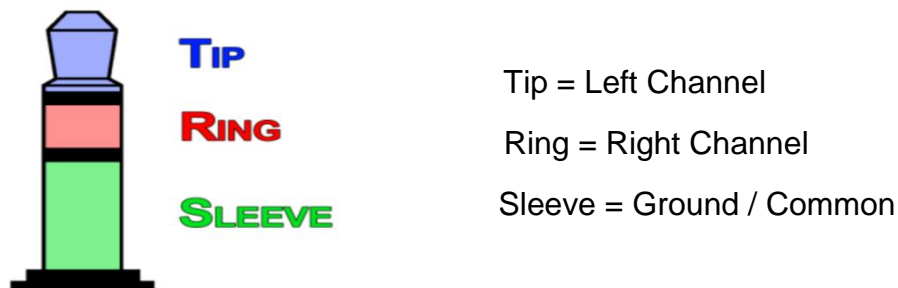 TIP
RING
SLEEVE
Tip = Left Channel
Ring = Right Channel
Sleeve = Ground / Common